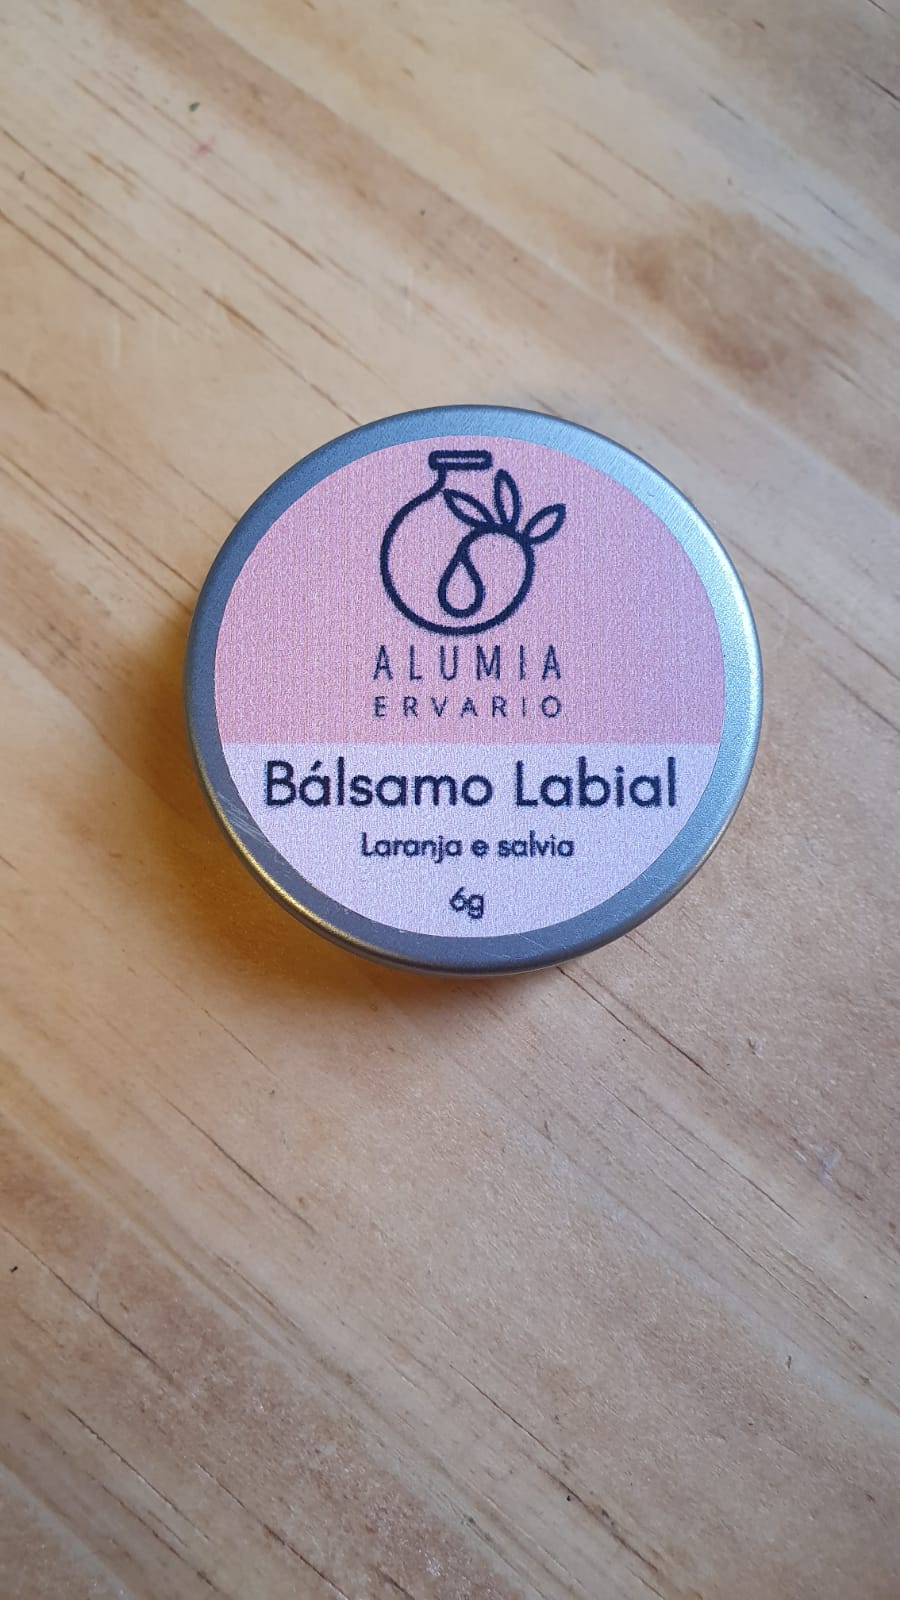 ALUMIA
ERVARIO
Bálsamo Labial
Laranja e salvia
6g